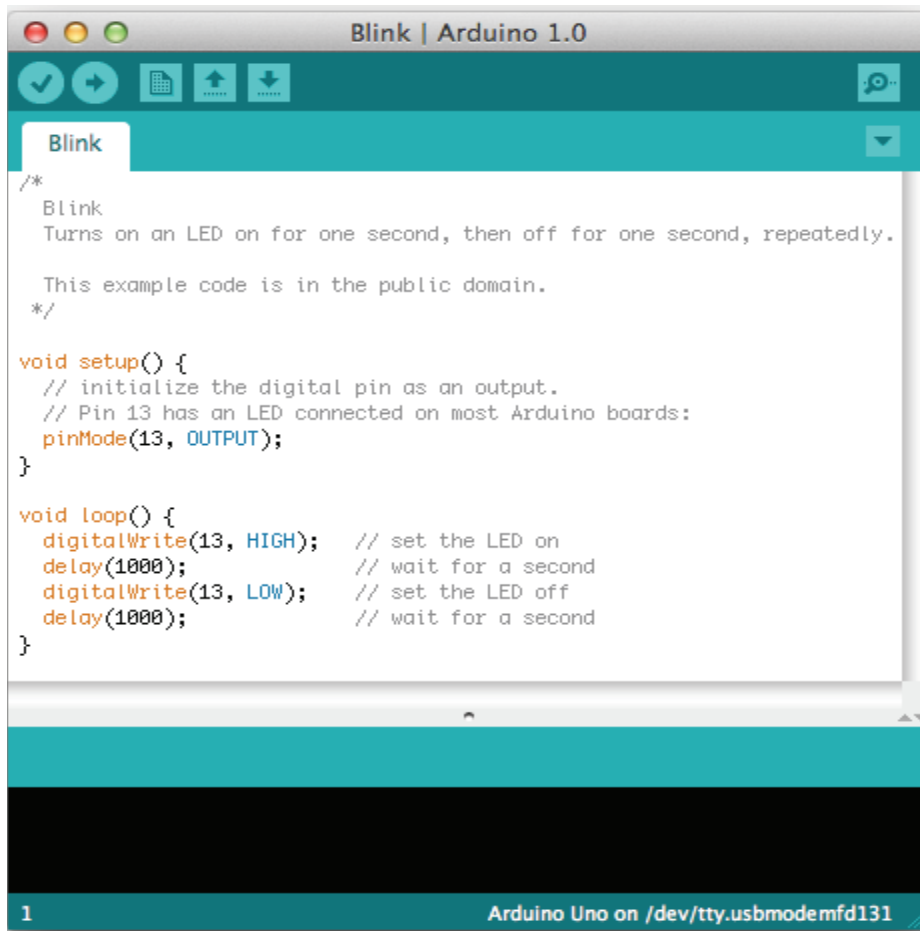 Blink | Arduino 1.0
Blink
/*
  Blink
  Turns on an LED on for one second, then off for one second, repeatedly.

  This example code is in the public domain.
 */

void setup() {
  // initialize the digital pin as an output.
  // Pin 13 has an LED connected on most Arduino boards:
  pinMode(13, OUTPUT);
}

void loop() {
  digitalWrite(13, HIGH);   // set the LED on
  delay(1000);              // wait for a second
  digitalWrite(13, LOW);    // set the LED off
  delay(1000);              // wait for a second
}
1
Arduino Uno on /dev/tty.usbmodemfd131